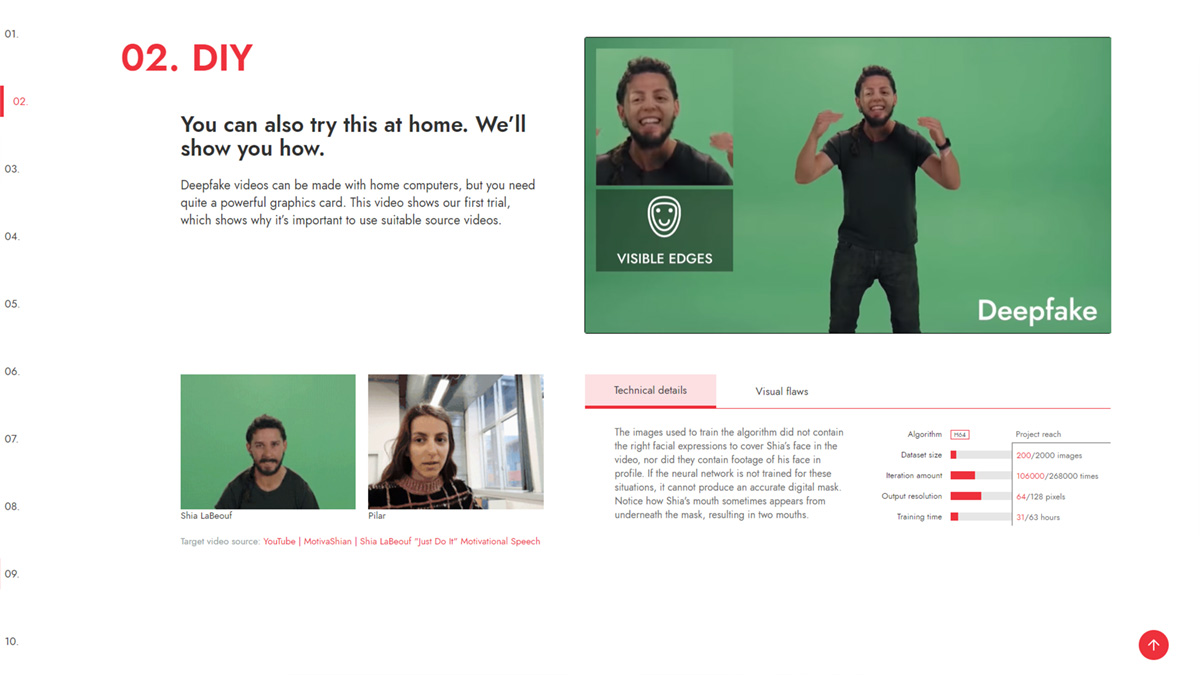 01.
02.
03.
04.
05.
06.
07.
08.
09.
10.
02. DIY
You can also try this at home. We’ll
show you how.
Deepfake videos can be made with home computers, but you need
quite a powerful graphics card. This video shows our first trial,
which shows why it’s important to use suitable source videos.
VISIBLE EDGES
Deepfake
Shia LaBeouf
Pilar
Target video source: YouTube | MotivaShian | Shia LaBeouf "Just Do It" Motivational Speech
Technical details
Visual flaws
The images used to train the algorithm did not contain
the right facial expressions to cover Shia’s face in the
video, nor did they contain footage of his face in
profile. If the neural network is not trained for these
situations, it cannot produce an accurate digital mask.
Notice how Shia’s mouth sometimes appears from
underneath the mask, resulting in two mouths.
Algorithm H64 Project reach
Dataset size 200/2000 images
Iteration amount 106000/268000 times
Output resolution 64/128 pixels
Training time 31/63 hours